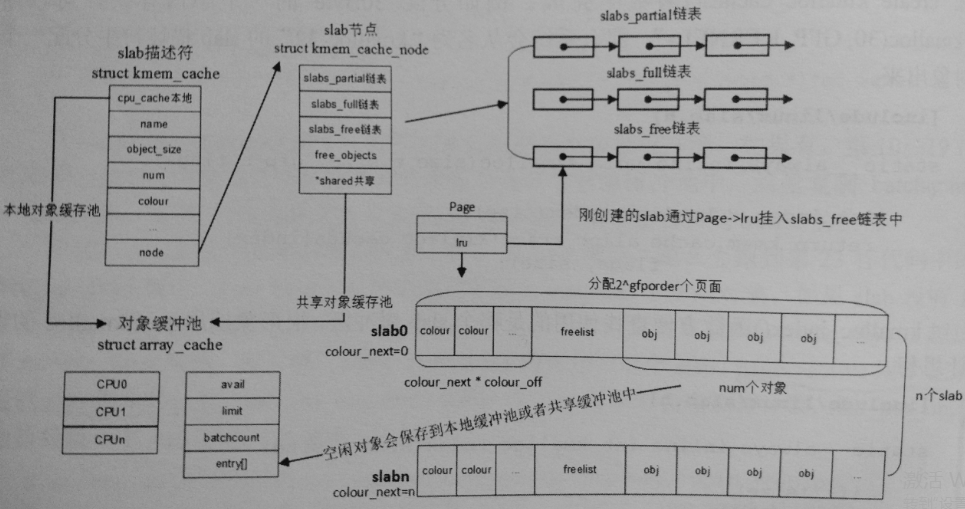 slab描述符
struct kmem_cache
cpu_cache本地
name
object_size
num
colour
node
本地对象缓存池
slab节点
struct kmem_cache_node
slabs_partial链表
slabs_full链表
slabs_free链表
free_objects
*shared共享
slabs_partial链表
slabs_full链表
slabs_free链表
Page
lru
刚创建的slab通过Page->lru挂入slabs_free链表中
共享对象缓存池
对象缓冲池
struct array_cache
CPU0
CPU1
CPUn
avail
limit
batchcount
entry[]
分配2^gfporder个页面
slab0
colour_next=0
colour colour ... freelist obj obj obj obj ...
colour_next * colour_off
num个对象
n个slab
空闲对象会保存到本地缓冲池或者共享缓冲池中
slabn
colour_next=n
colour colour ... freelist obj obj obj obj ...